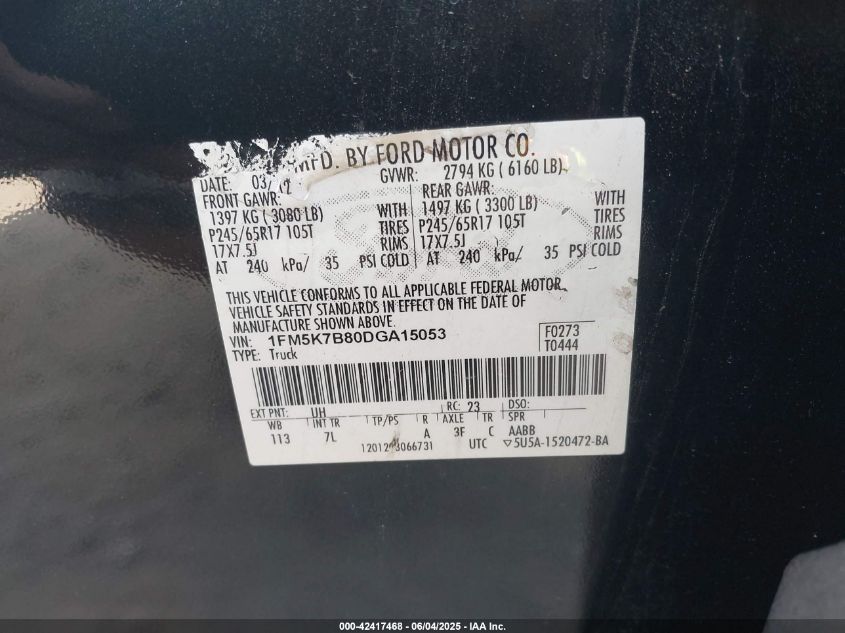 MFD. BY FORD MOTOR CO.
DATE: 03/12 GVWR: 2794 KG ( 6160 LB)
FRONT GAWR: REAR GAWR:
1397 KG ( 3080 LB) WITH 1497 KG ( 3300 LB) WITH
P245/65R17 105T TIRES P245/65R17 105T TIRES
17X7.5J RIMS 17X7.5J RIMS
AT 240 kPa/ 35 PSI COLD AT 240 kPa/ 35 PSI COLD
THIS VEHICLE CONFORMS TO ALL APPLICABLE FEDERAL MOTOR
VEHICLE SAFETY STANDARDS IN EFFECT ON THE DATE OF
MANUFACTURE SHOWN ABOVE.
VIN: 1FM5K7B80DGA15053 F0273
TYPE: Truck T0444
EXT PNT: UH RC: 23 DSO:
WB INT TR TP/PS R AXLE TR SPR
113 7L A 3F C AABB
UTC ▽5U5A-1520472-BA
000-42417468 - 06/04/2025 - IAA Inc.